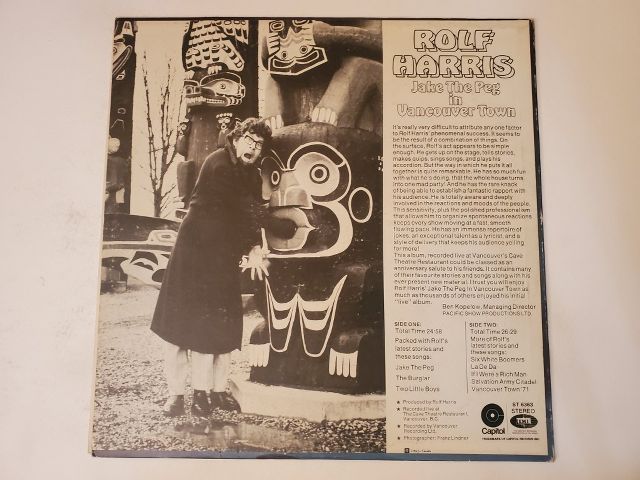 ROLF
HARRIS
Jake The Peg
in
Vancouver Town
It's really very difficult to attribute any one factor
to Rolf Harris' phenomenal success. It seems to
be the result of a combination of things. On
the surface, Rolf's act appears to be simple
enough. He gets up on the stage, tells stories,
makes quips, sings songs, and plays his
accordion. But the way in which he puts it all
together is quite remarkable. He has so much fun
with what he's doing, that the whole house turns
into one mad party! And he has the rare knack
of being able to establish a fantastic rapport with
his audience. He is totally aware and deeply
involved in the reactions and moods of the people.
This sensitivity, plus the polished professionalism
that allows him to organize spontaneous reactions
keeps every show moving at a fast, smooth
flowing pace. He has an immense repertoire of
jokes, an exceptional talent as a lyricist, and a
style of delivery that keeps his audience yelling
for more!
This album, recorded live at Vancouver's Cave
Theatre Restaurant could be classed as an
anniversary salute to his friends. It contains many
of their favourite stories and songs along with his
ever present new material. I trust you will enjoy
Rolf Harris' Jake The Peg In Vancouver Town as
much as thousands of others enjoyed his initial
"live" album.
Ben Kopelow, Managing Director
PACIFIC SHOW PRODUCTIONS LTD.
SIDE ONE:
Total Time 24:58
Packed with Rolf's
latest stories and
these songs:
Jake The Peg
The Burglar
Two Little Boys
SIDE TWO:
Total Time 26:29
More of Rolf's
latest stories and
these songs:
Six White Boomers
La De Da
If I Were a Rich Man
Salvation Army Citadel
Vancouver Town '71
★ Produced by Rolf Harris
★ Recorded live at
The Cave Theatre Restaurant,
Vancouver, B.C.
★ Recorded by Vancouver
Recording Ltd.
★ Photographer: Franz Lindner
Capitol
ST 6363
STEREO
EMI